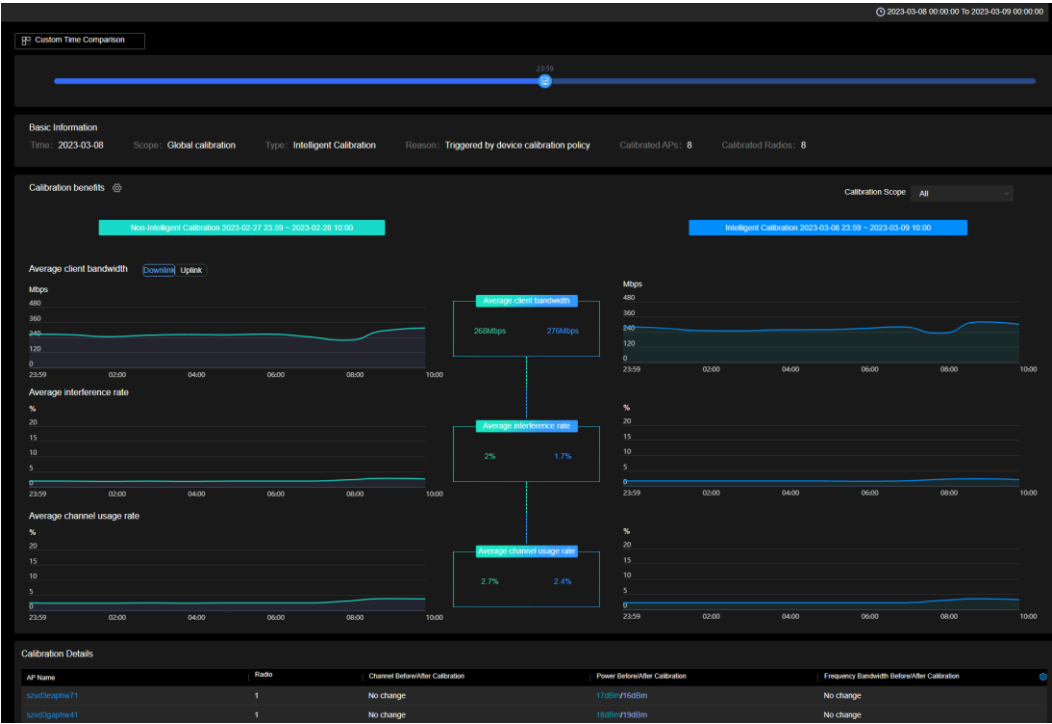 2023-03-08 00:00:00 To 2023-03-09 00:00:00
Custom Time Comparison
23:59
Basic Information
Time: 2023-03-08 Scope: Global calibration Type: Intelligent Calibration Reason: Triggered by device calibration policy Calibrated APs: 8 Calibrated Radios: 8
Calibration benefits
Calibration Scope All
Non-Intelligent Calibration 2023-02-27 23:59 ~ 2023-02-28 10:00
Intelligent Calibration 2023-03-08 23:59 ~ 2023-03-09 10:00
Average client bandwidth Downlink Uplink
Mbps
480
360
240
120
0
23:59 02:00 04:00 06:00 08:00 10:00
Average client bandwidth
268Mbps 276Mbps
Mbps
480
360
240
120
0
23:59 02:00 04:00 06:00 08:00 10:00
Average interference rate
%
20
15
10
5
0
23:59 02:00 04:00 06:00 08:00 10:00
Average interference rate
2% 1.7%
%
20
15
10
5
0
23:59 02:00 04:00 06:00 08:00 10:00
Average channel usage rate
%
20
15
10
5
0
23:59 02:00 04:00 06:00 08:00 10:00
Average channel usage rate
2.7% 2.4%
%
20
15
10
5
0
23:59 02:00 04:00 06:00 08:00 10:00
Calibration Details
AP Name Radio Channel Before/After Calibration Power Before/After Calibration Frequency Bandwidth Before/After Calibration
szvd3eaphw71 1 No change 17dBm/16dBm No change
szvd3gaphw41 1 No change 18dBm/19dBm No change